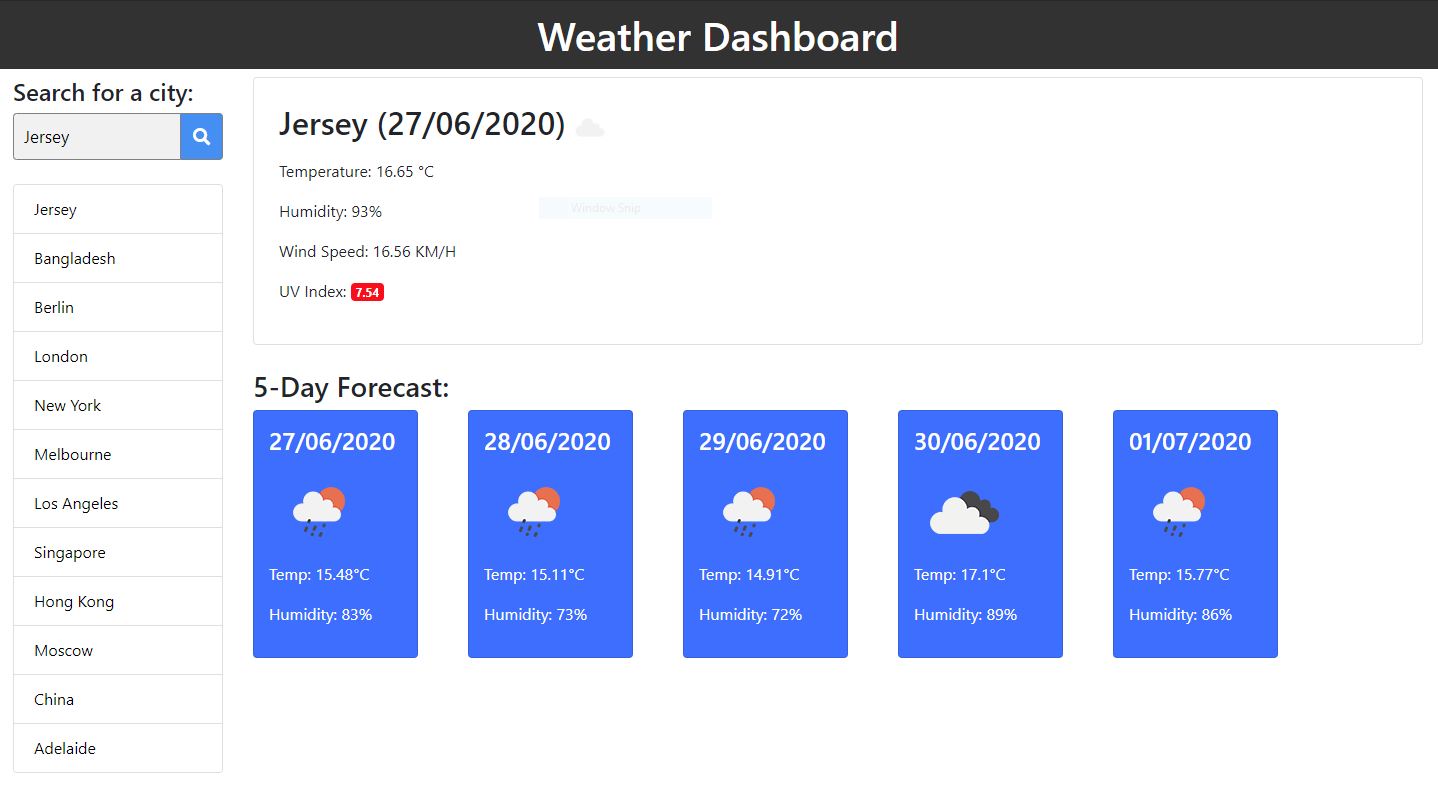 Weather Dashboard
Search for a city:
Jersey
Jersey
Bangladesh
Berlin
London
New York
Melbourne
Los Angeles
Singapore
Hong Kong
Moscow
China
Adelaide
Jersey (27/06/2020)
Temperature: 16.65 °C
Humidity: 93%
Window Snip
Wind Speed: 16.56 KM/H
UV Index: 7.54
5-Day Forecast:
27/06/2020
Temp: 15.48°C
Humidity: 83%
28/06/2020
Temp: 15.11°C
Humidity: 73%
29/06/2020
Temp: 14.91°C
Humidity: 72%
30/06/2020
Temp: 17.1°C
Humidity: 89%
01/07/2020
Temp: 15.77°C
Humidity: 86%